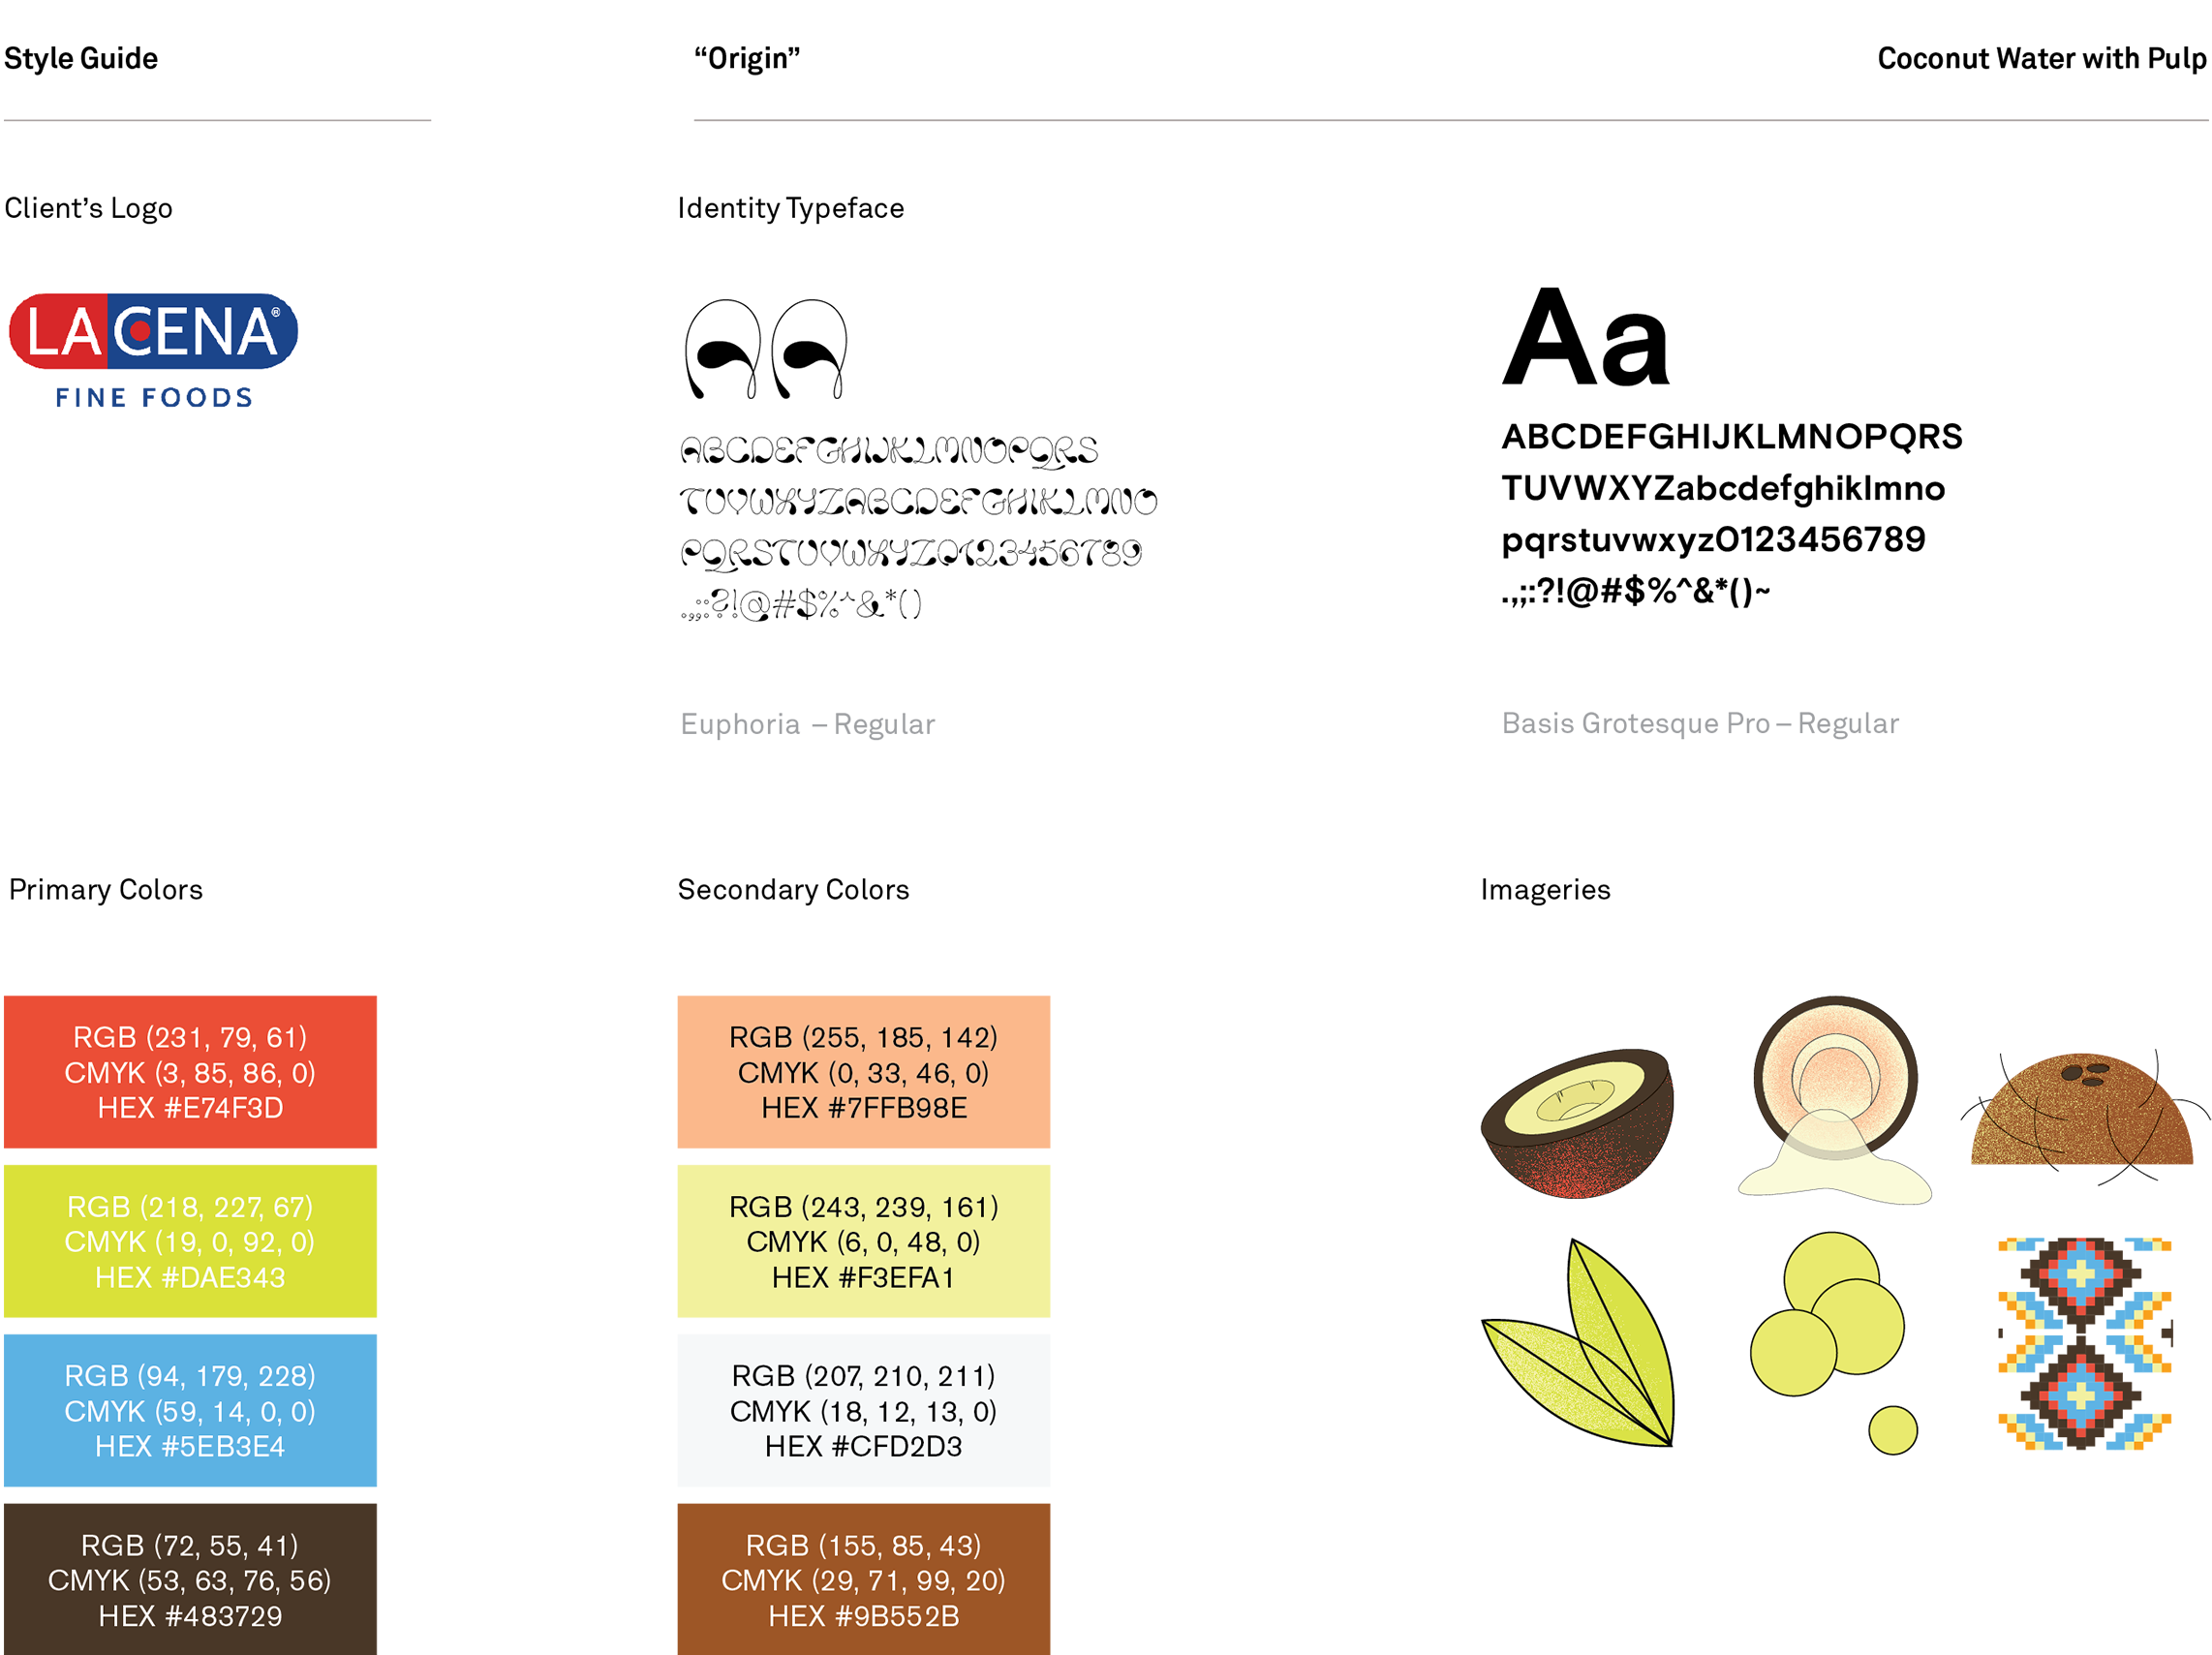 Style Guide
“Origin”
Coconut Water with Pulp
Client’s Logo
LACENA®
FINE FOODS
Identity Typeface
AA
ABCDEFGHIJKLMNOPQRS
TUVWXYZABCDEFGHIKLMNO
PQRSTUVWXYZ0123456789
.,;:?!@#$%^&*()
Euphoria – Regular
Aa
ABCDEFGHIJKLMNOPQRS
TUVWXYZabcdefghiklmno
pqrstuvwxyz0123456789
.,;:?!@#$%^&*()~
Basis Grotesque Pro – Regular
Primary Colors
RGB (231, 79, 61)
CMYK (3, 85, 86, 0)
HEX #E74F3D
RGB (218, 227, 67)
CMYK (19, 0, 92, 0)
HEX #DAE343
RGB (94, 179, 228)
CMYK (59, 14, 0, 0)
HEX #5EB3E4
RGB (72, 55, 41)
CMYK (53, 63, 76, 56)
HEX #483729
Secondary Colors
RGB (255, 185, 142)
CMYK (0, 33, 46, 0)
HEX #7FFB98E
RGB (243, 239, 161)
CMYK (6, 0, 48, 0)
HEX #F3EFA1
RGB (207, 210, 211)
CMYK (18, 12, 13, 0)
HEX #CFD2D3
RGB (155, 85, 43)
CMYK (29, 71, 99, 20)
HEX #9B552B
Imageries